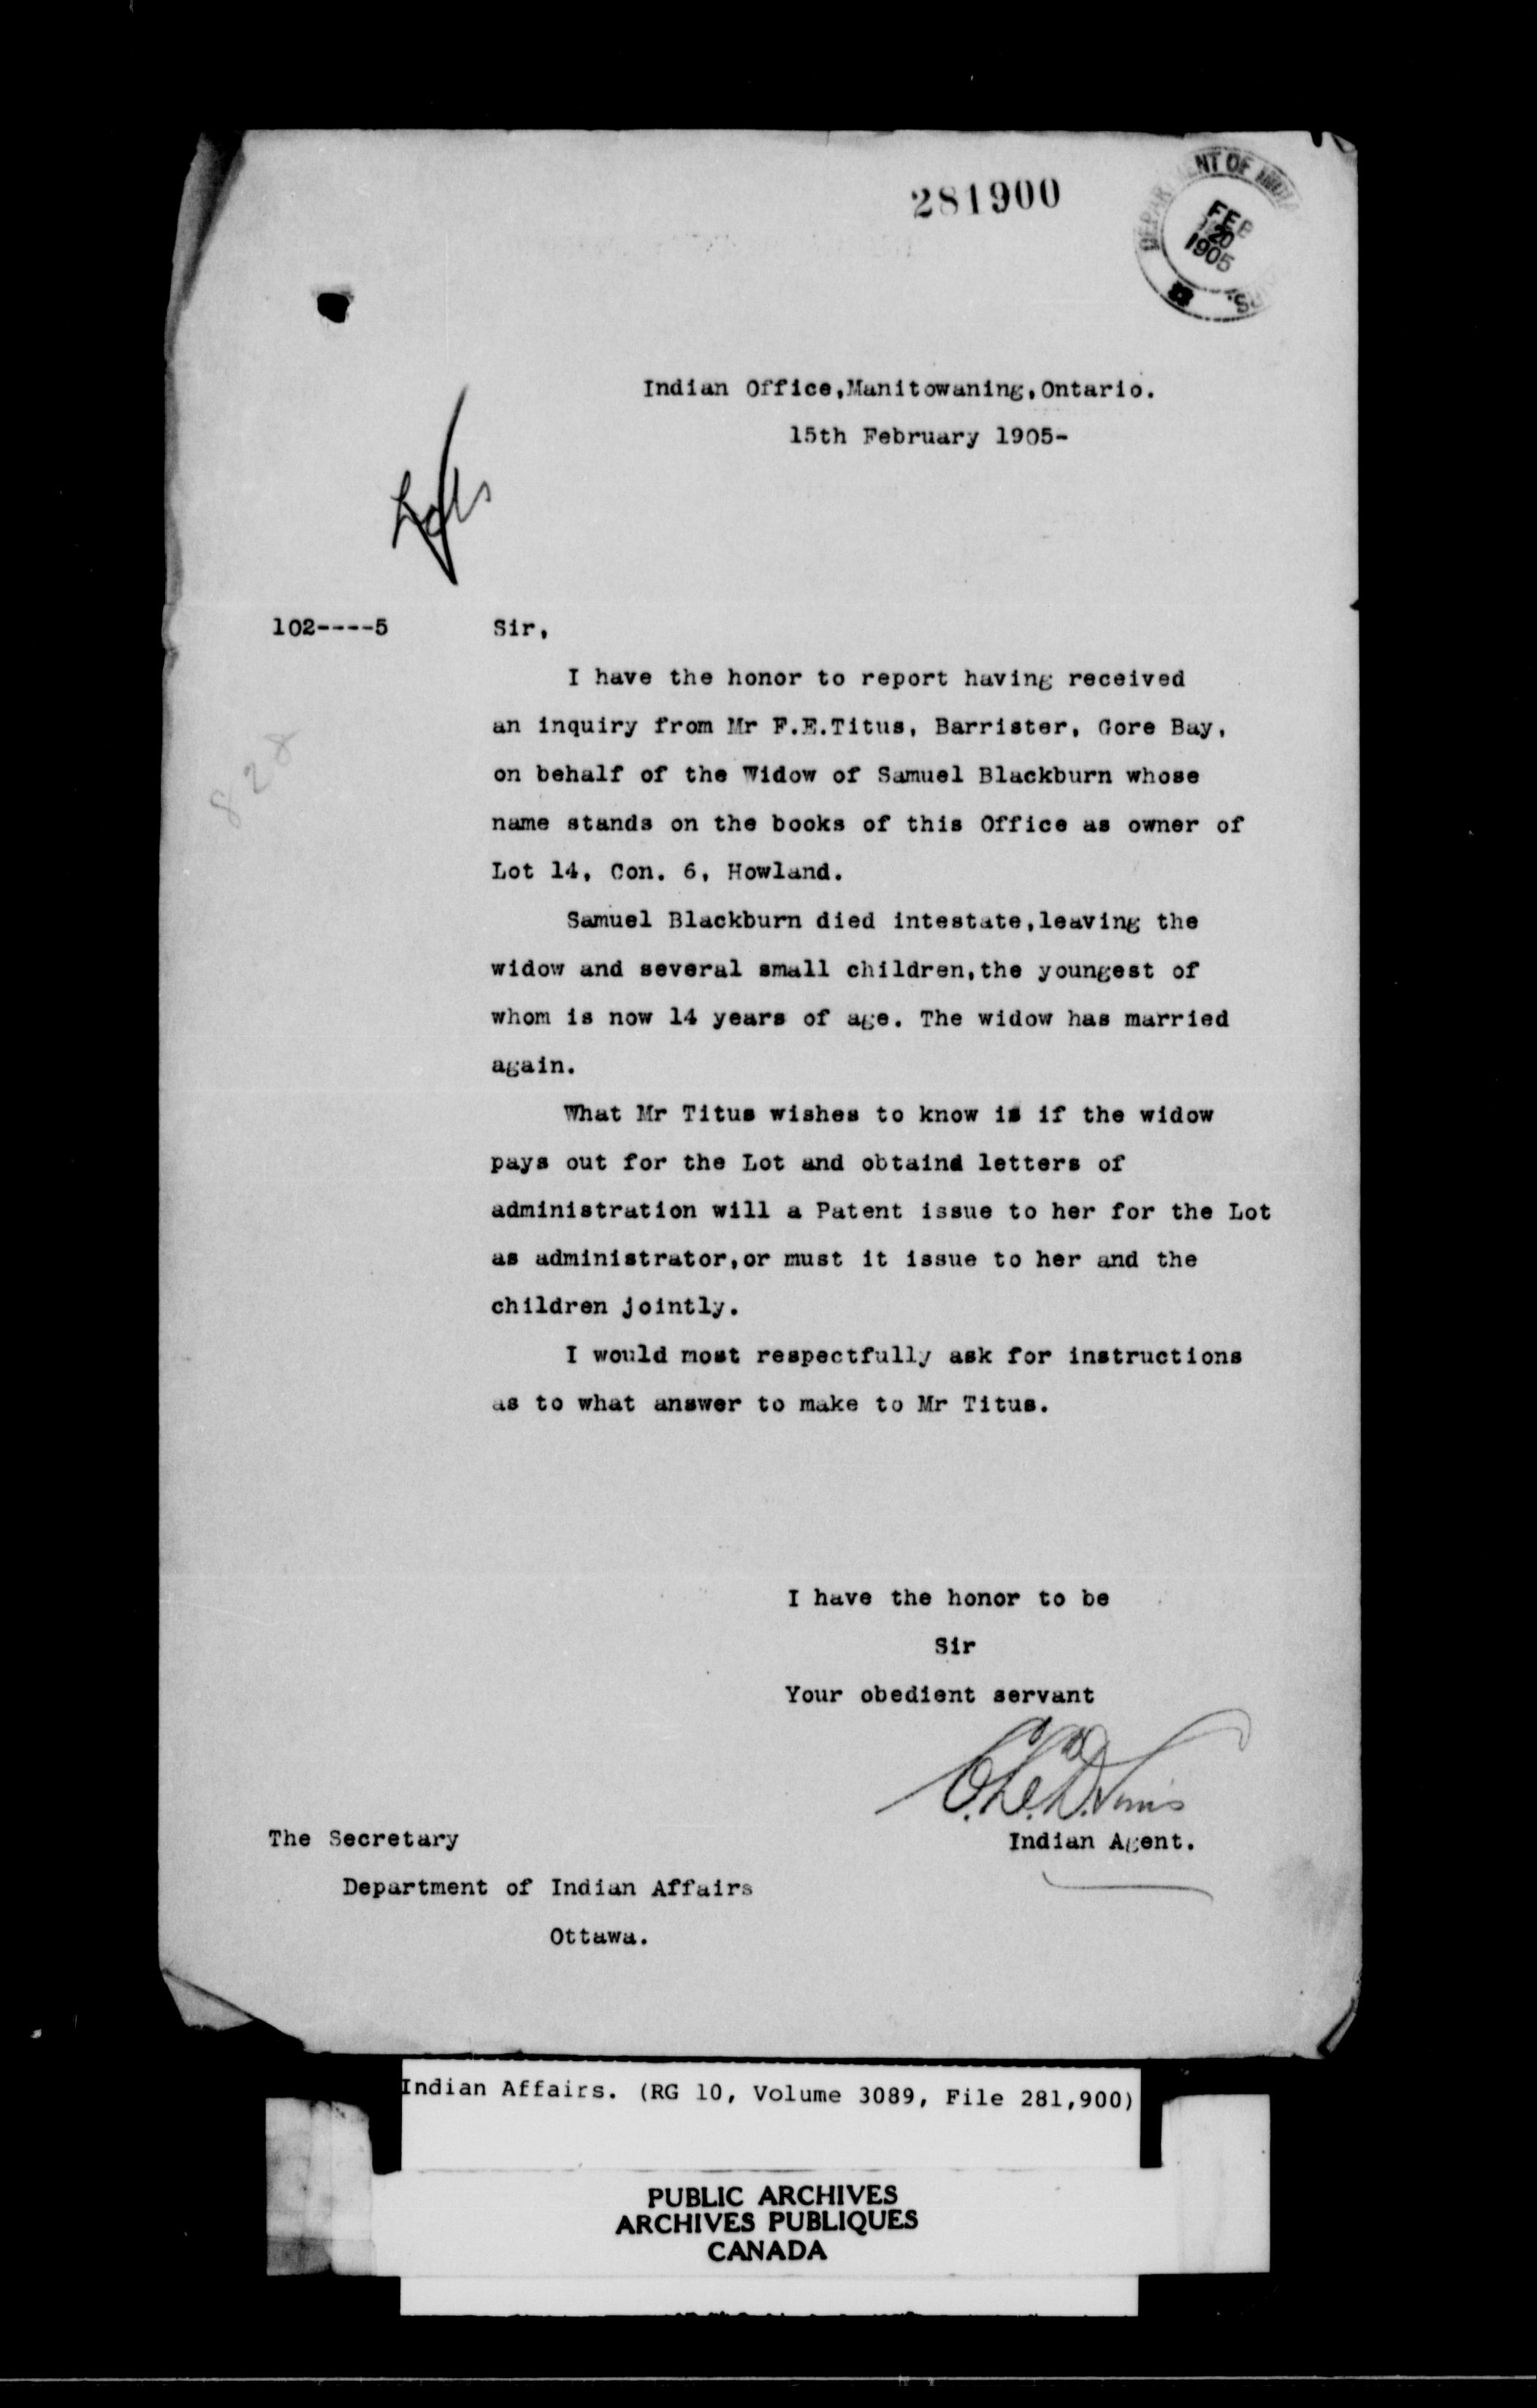 281900
DEPARTMENT OF INDIA
FEB
20
1905
Indian Office,Manitowaning,Ontario.
15th February 1905-
102----5
Sir,
I have the honor to report having received
an inquiry from Mr F.E.Titus, Barrister, Gore Bay,
on behalf of the Widow of Samuel Blackburn whose
name stands on the books of this Office as owner of
Lot 14, Con. 6, Howland.
828
Samuel Blackburn died intestate,leaving the
widow and several small children,the youngest of
whom is now 14 years of age. The widow has married
again.
What Mr Titus wishes to know is if the widow
pays out for the Lot and obtaind letters of
administration will a Patent issue to her for the Lot
as administrator,or must it issue to her and the
children jointly.
I would most respectfully ask for instructions
as to what answer to make to Mr Titus.
I have the honor to be
Sir
Your obedient servant
The Secretary
Indian Agent.
Department of Indian Affairs
Ottawa.
Indian Affairs. (RG 10, Volume 3089, File 281,900)
PUBLIC ARCHIVES
ARCHIVES PUBLIQUES
CANADA